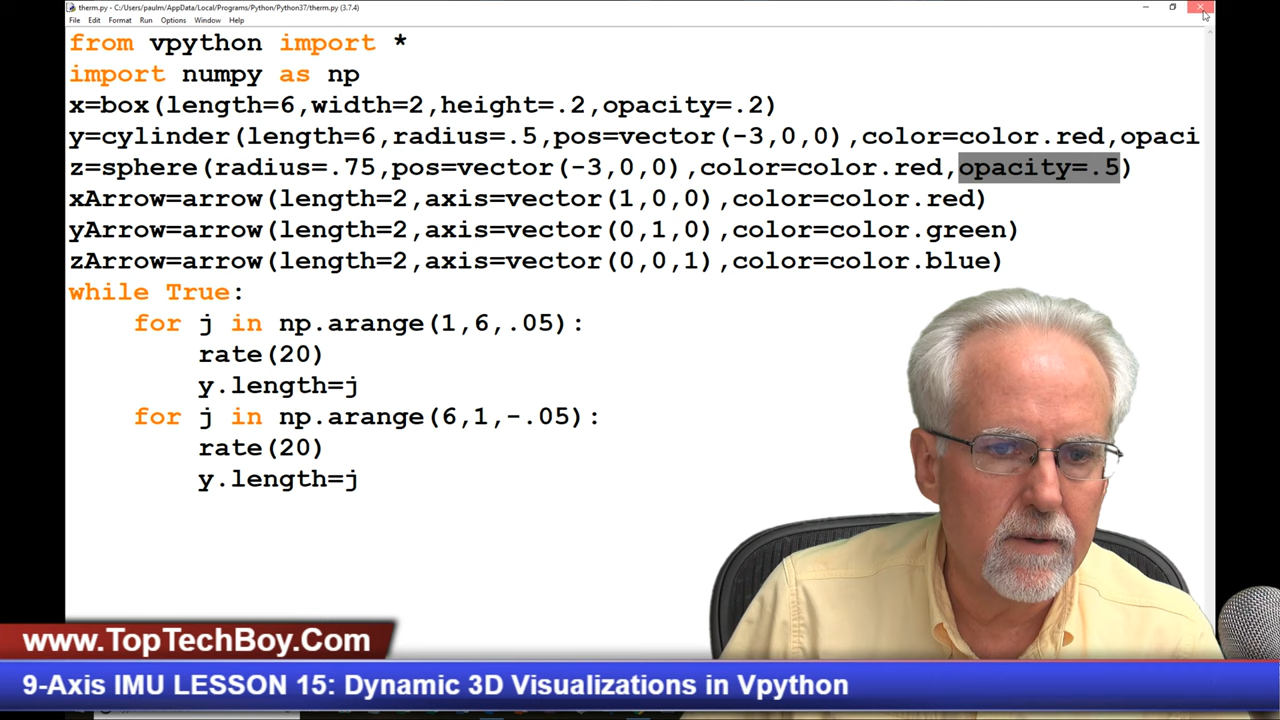 therm.py - C:/Users/paulm/AppData/Local/Programs/Python/Python37/therm.py (3.7.4)
File Edit Format Run Options Window Help
from vpython import *
import numpy as np
x=box(length=6,width=2,height=.2,opacity=.2)
y=cylinder(length=6,radius=.5,pos=vector(-3,0,0),color=color.red,opaci
z=sphere(radius=.75,pos=vector(-3,0,0),color=color.red,opacity=.5)
xArrow=arrow(length=2,axis=vector(1,0,0),color=color.red)
yArrow=arrow(length=2,axis=vector(0,1,0),color=color.green)
zArrow=arrow(length=2,axis=vector(0,0,1),color=color.blue)
while True:
    for j in np.arange(1,6,.05):
        rate(20)
        y.length=j
    for j in np.arange(6,1,-.05):
        rate(20)
        y.length=j
www.TopTechBoy.Com
9-Axis IMU LESSON 15: Dynamic 3D Visualizations in Vpython